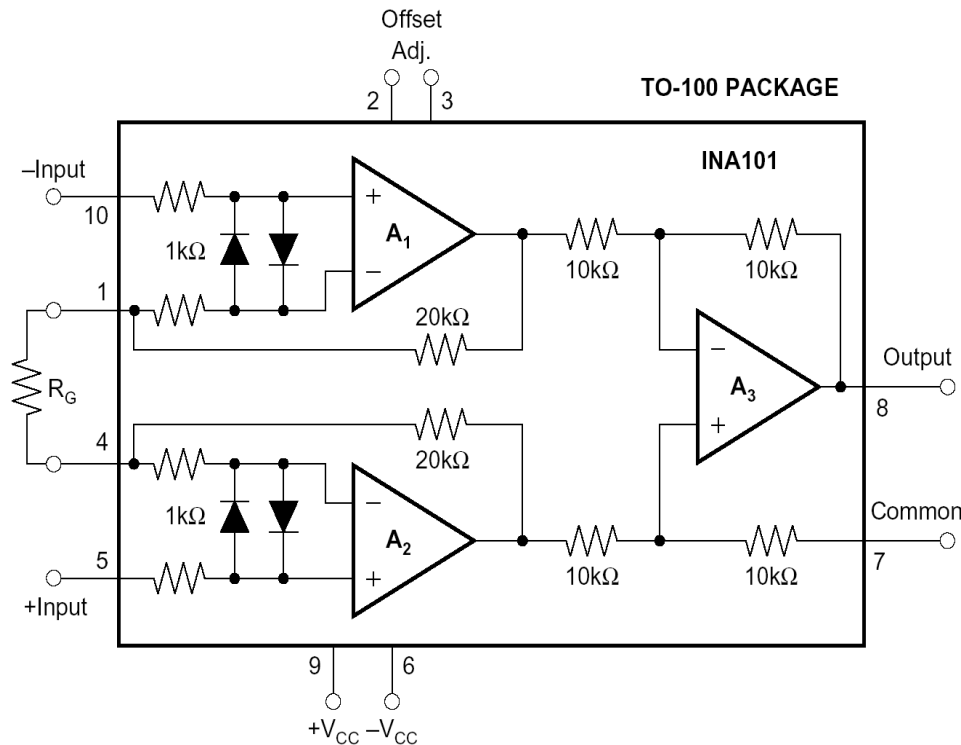 Offset
Adj.
2
3
TO-100 PACKAGE
INA101
–Input
10
1kΩ
+
A1
–
10kΩ
10kΩ
1
20kΩ
RG
–
A3
+
Output
8
4
20kΩ
1kΩ
–
A2
+
Common
7
5
10kΩ
10kΩ
+Input
9
6
+VCC
–VCC